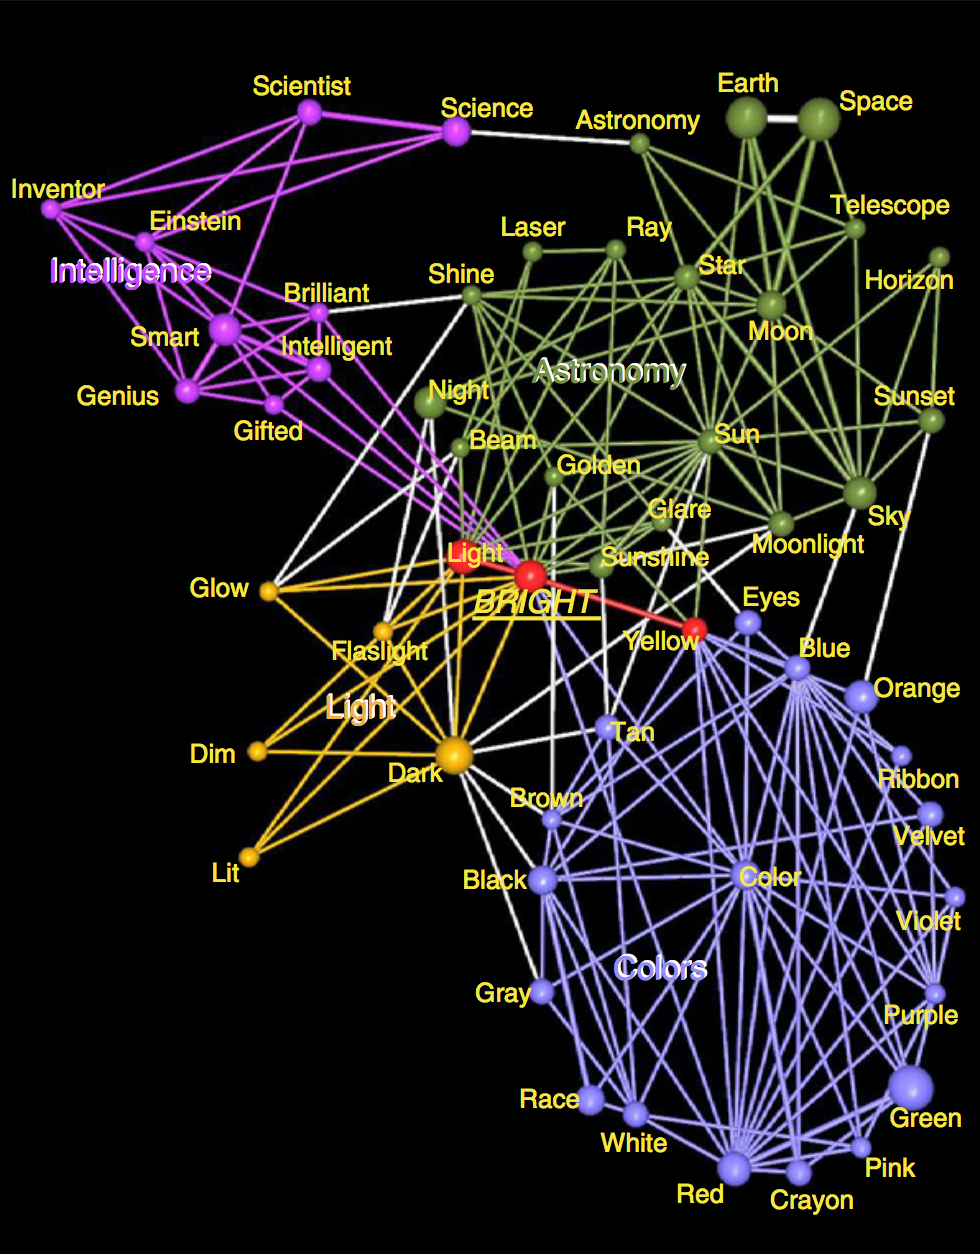 Earth
Scientist
Space
Science
Astronomy
Inventor
Telescope
Einstein
Laser
Ray
Star
Intelligence
Shine
Horizon
Brilliant
Moon
Smart
Intelligent
Astronomy
Night
Genius
Sunset
Gifted
Beam
Sun
Golden
Glare
Sky
Moonlight
Light
Sunshine
Glow
BRIGHT
Eyes
Yellow
Flaslight
Blue
Orange
Light
Tan
Dim
Dark
Ribbon
Brown
Velvet
Lit
Black
Color
Violet
Colors
Gray
Purple
Race
Green
White
Pink
Red
Crayon